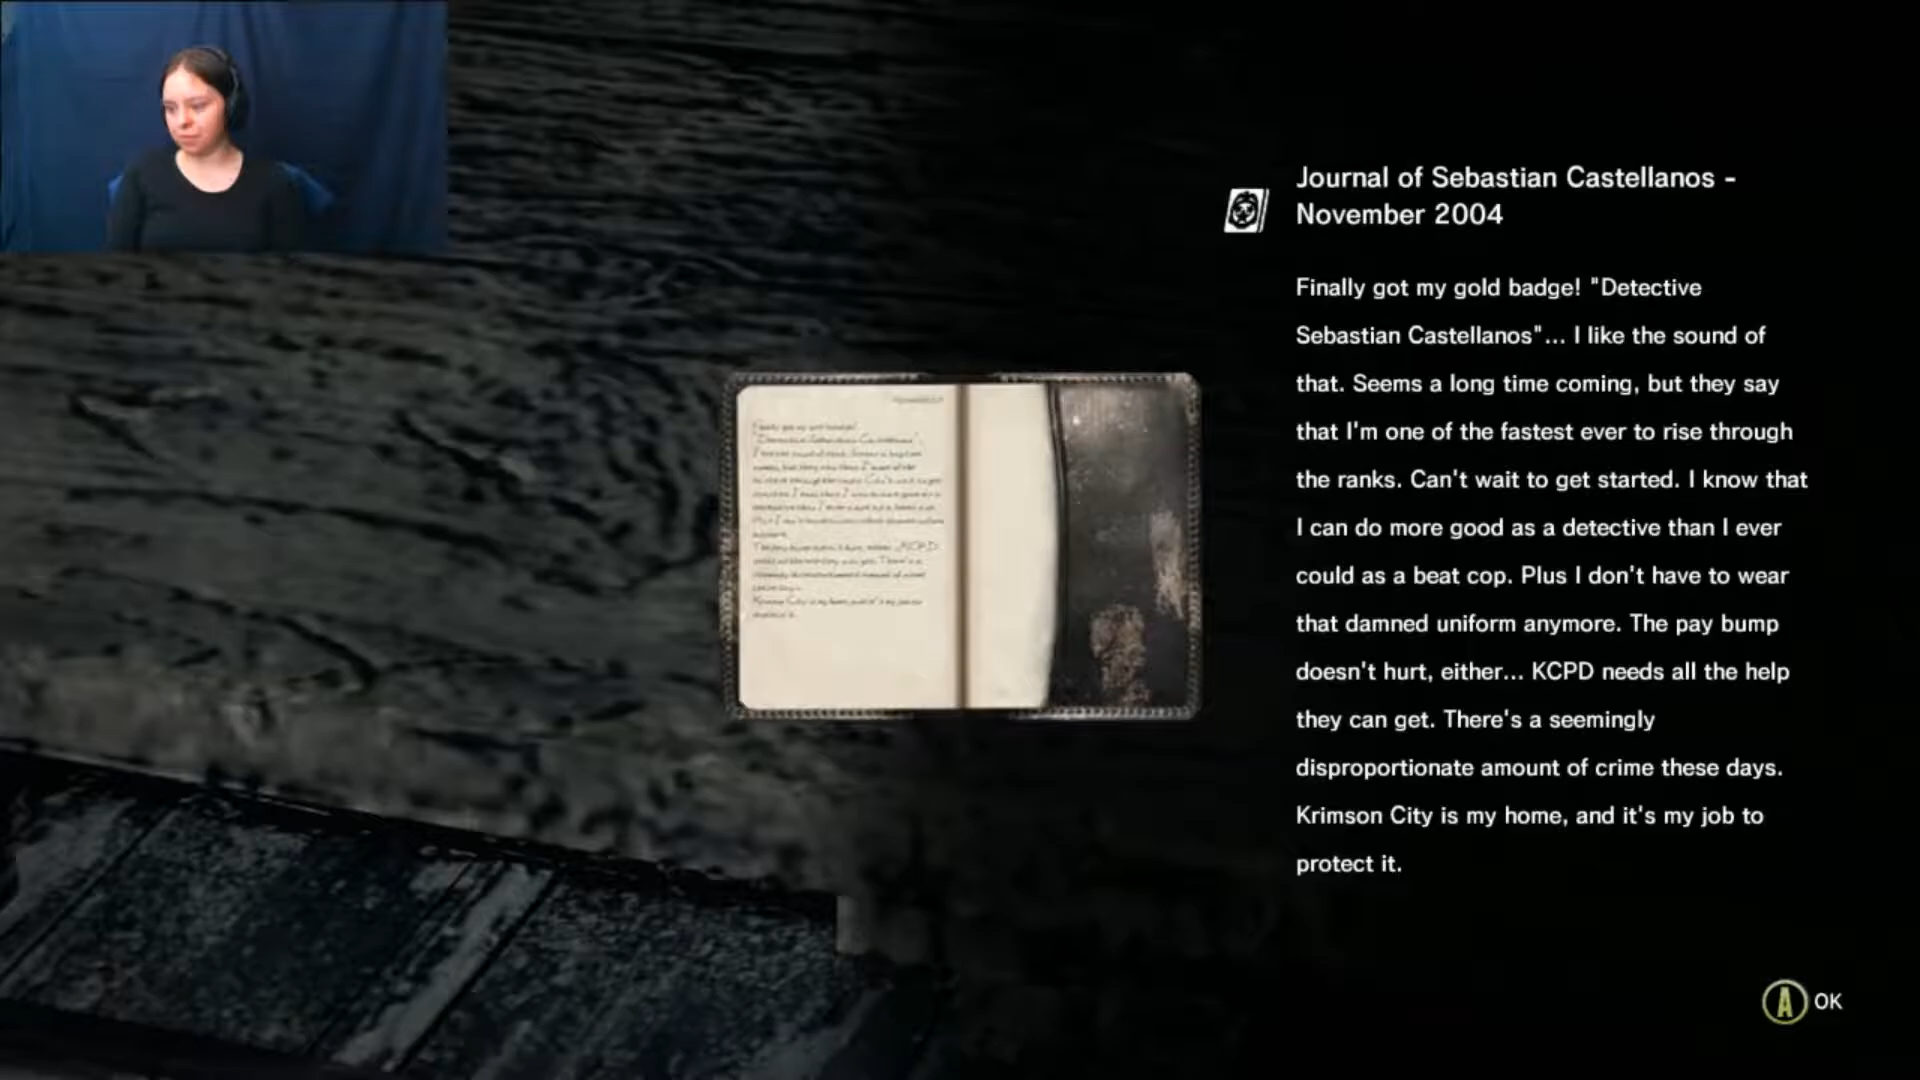 Journal of Sebastian Castellanos -
November 2004
Finally got my gold badge! "Detective
Sebastian Castellanos"... I like the sound of
that. Seems a long time coming, but they say
that I'm one of the fastest ever to rise through
the ranks. Can't wait to get started. I know that
I can do more good as a detective than I ever
could as a beat cop. Plus I don't have to wear
that damned uniform anymore. The pay bump
doesn't hurt, either... KCPD needs all the help
they can get. There's a seemingly
disproportionate amount of crime these days.
Krimson City is my home, and it's my job to
protect it.
A OK